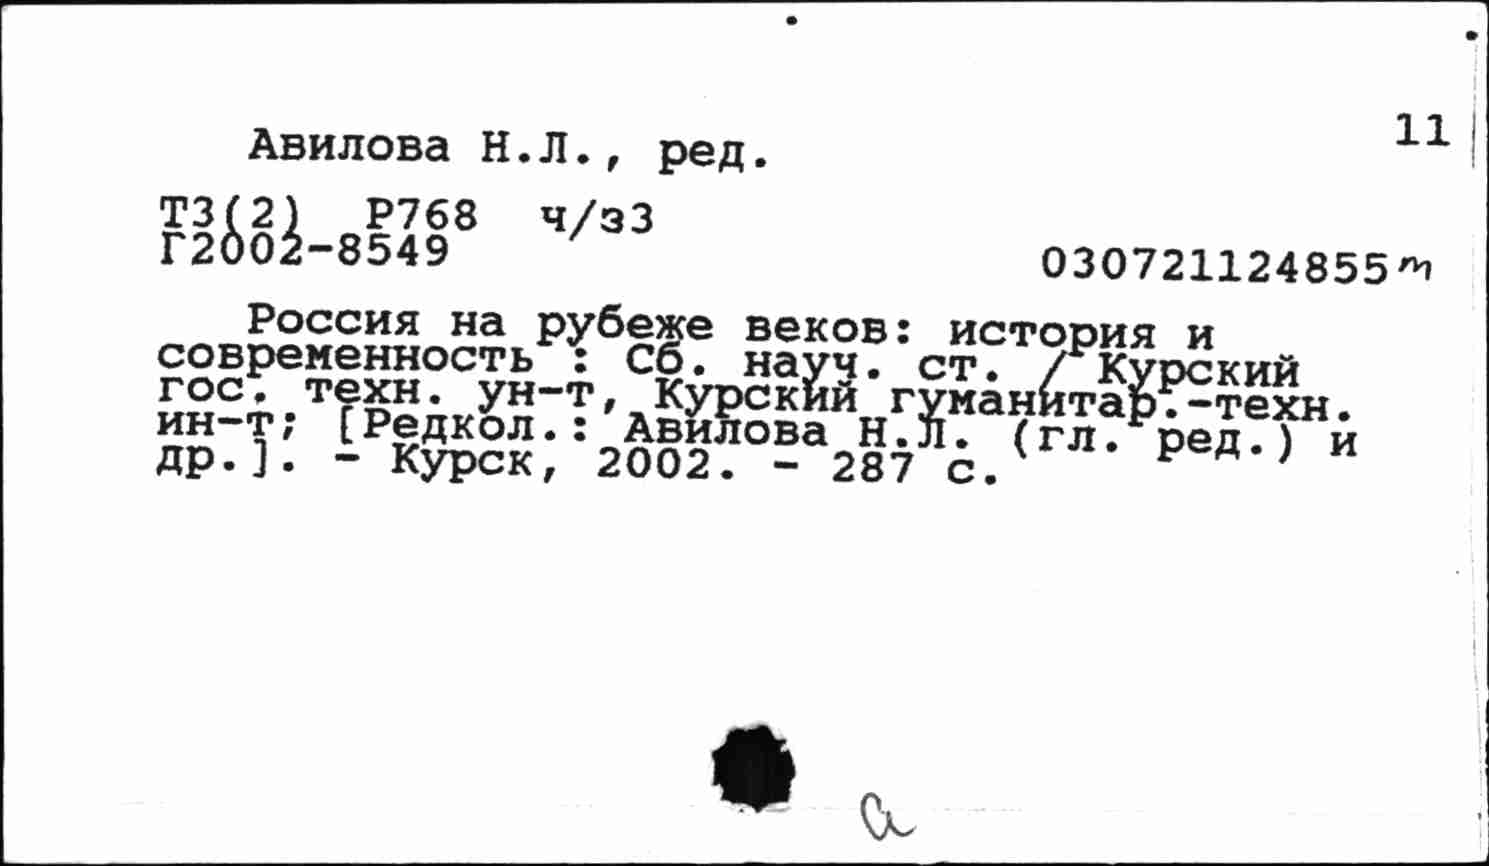 11
Авилова Н.Л., ред.
Т3(2) Р768 ч/з3
Г2002-8549
030721124855m
Россия на рубеже веков: история и
современность : Сб. науч. ст. / Курский
гос. техн. ун-т, Курский гуманитар.-техн.
ин-т; [Редкол.: Авилова Н.Л. (гл. ред.) и
др.]. - Курск, 2002. - 287 с.
а